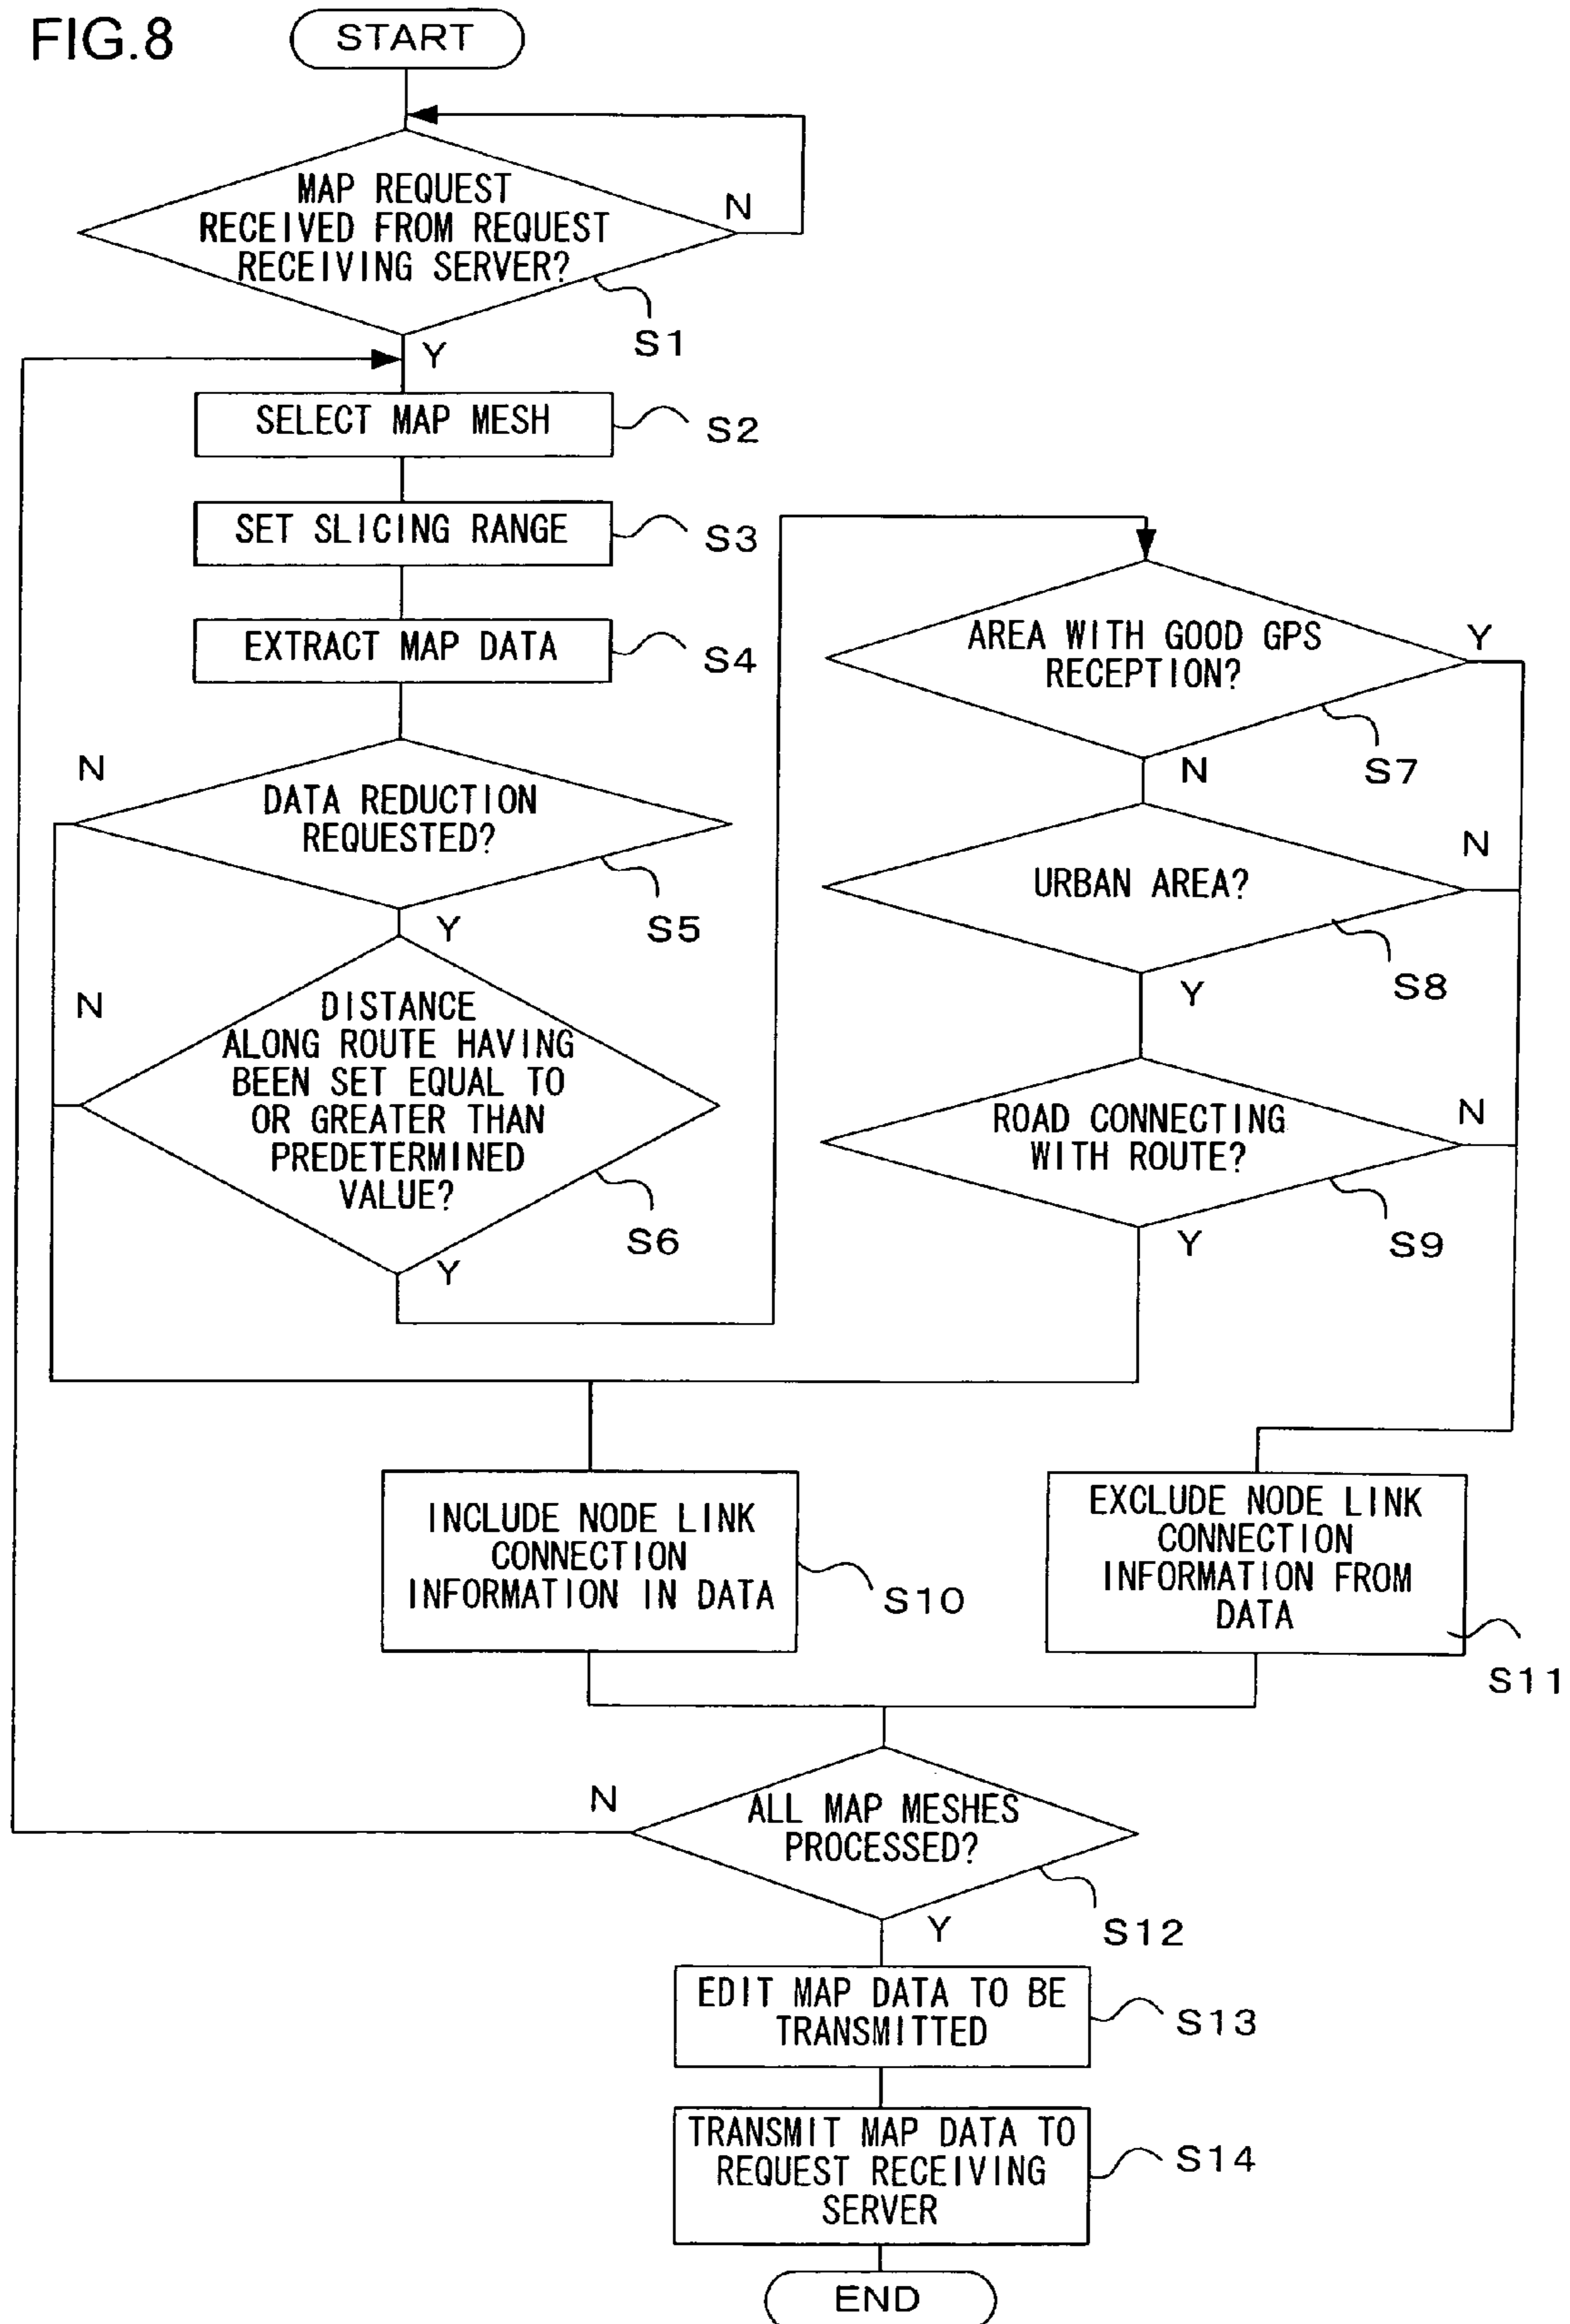 FIG.8
START
MAP REQUEST
RECEIVED FROM REQUEST
RECEIVING SERVER?
N
S1
Y
SELECT MAP MESH
S2
SET SLICING RANGE
S3
EXTRACT MAP DATA
S4
N
DATA REDUCTION
REQUESTED?
S5
Y
N
DISTANCE
ALONG ROUTE HAVING
BEEN SET EQUAL TO
OR GREATER THAN
PREDETERMINED
VALUE?
S6
Y
AREA WITH GOOD GPS
RECEPTION?
Y
S7
N
URBAN AREA?
N
S8
Y
ROAD CONNECTING
WITH ROUTE?
N
S9
Y
INCLUDE NODE LINK
CONNECTION
INFORMATION IN DATA
S10
EXCLUDE NODE LINK
CONNECTION
INFORMATION FROM
DATA
S11
N
ALL MAP MESHES
PROCESSED?
S12
Y
EDIT MAP DATA TO BE
TRANSMITTED
S13
TRANSMIT MAP DATA TO
REQUEST RECEIVING
SERVER
S14
END